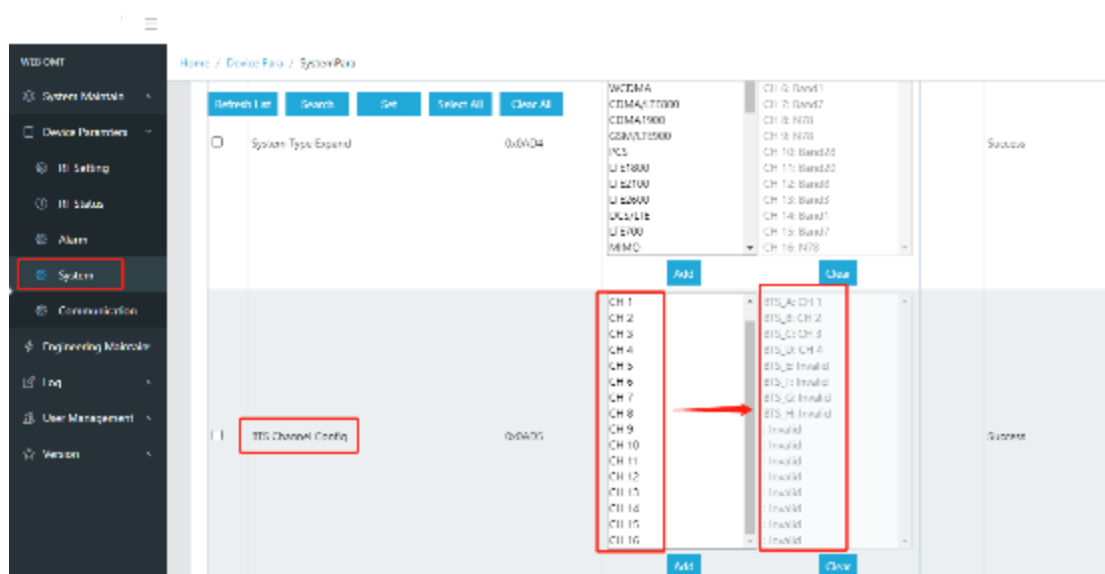 WEB OMT
Home / Device Para / SystemPara
System Maintain
Device Paramters
RF Setting
RF Status
Alarm
System
Communication
Engineering Maintain
Log
User Management
Version
Refresh List Search Set Select All Clear All
System Type Expand 0x0AD4
WCDMA
CDMA/LTE800
CDMA1900
GSM/LTE900
PCS
LTE1800
LTE2100
LTE2600
DCS/LTE
LTE700
MIMO
CH 6: Band1
CH 7: Band7
CH 8: N78
CH 9: N78
CH 10: Band28
CH 11: Band20
CH 12: Band8
CH 13: Band3
CH 14: Band1
CH 15: Band7
CH 16: N78
Success
Add Clear
BTS Channel Config 0x0AD5
CH 1
CH 2
CH 3
CH 4
CH 5
CH 6
CH 7
CH 8
CH 9
CH 10
CH 11
CH 12
CH 13
CH 14
CH 15
CH 16
BTS_A: CH 1
BTS_B: CH 2
BTS_C: CH 3
BTS_D: CH 4
BTS_E: Invalid
BTS_F: Invalid
BTS_G: Invalid
BTS_H: Invalid
: Invalid
: Invalid
: Invalid
: Invalid
: Invalid
: Invalid
: Invalid
: Invalid
Success
Add Clear